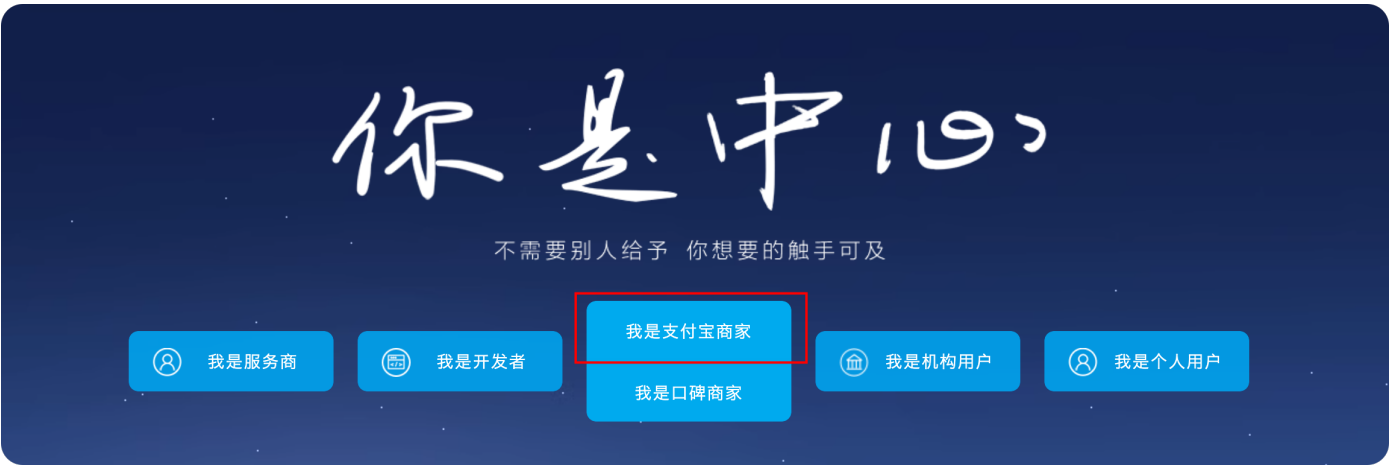 你是中心
不需要别人给予 你想要的触手可及
我是服务商
我是开发者
我是支付宝商家
我是口碑商家
我是机构用户
我是个人用户